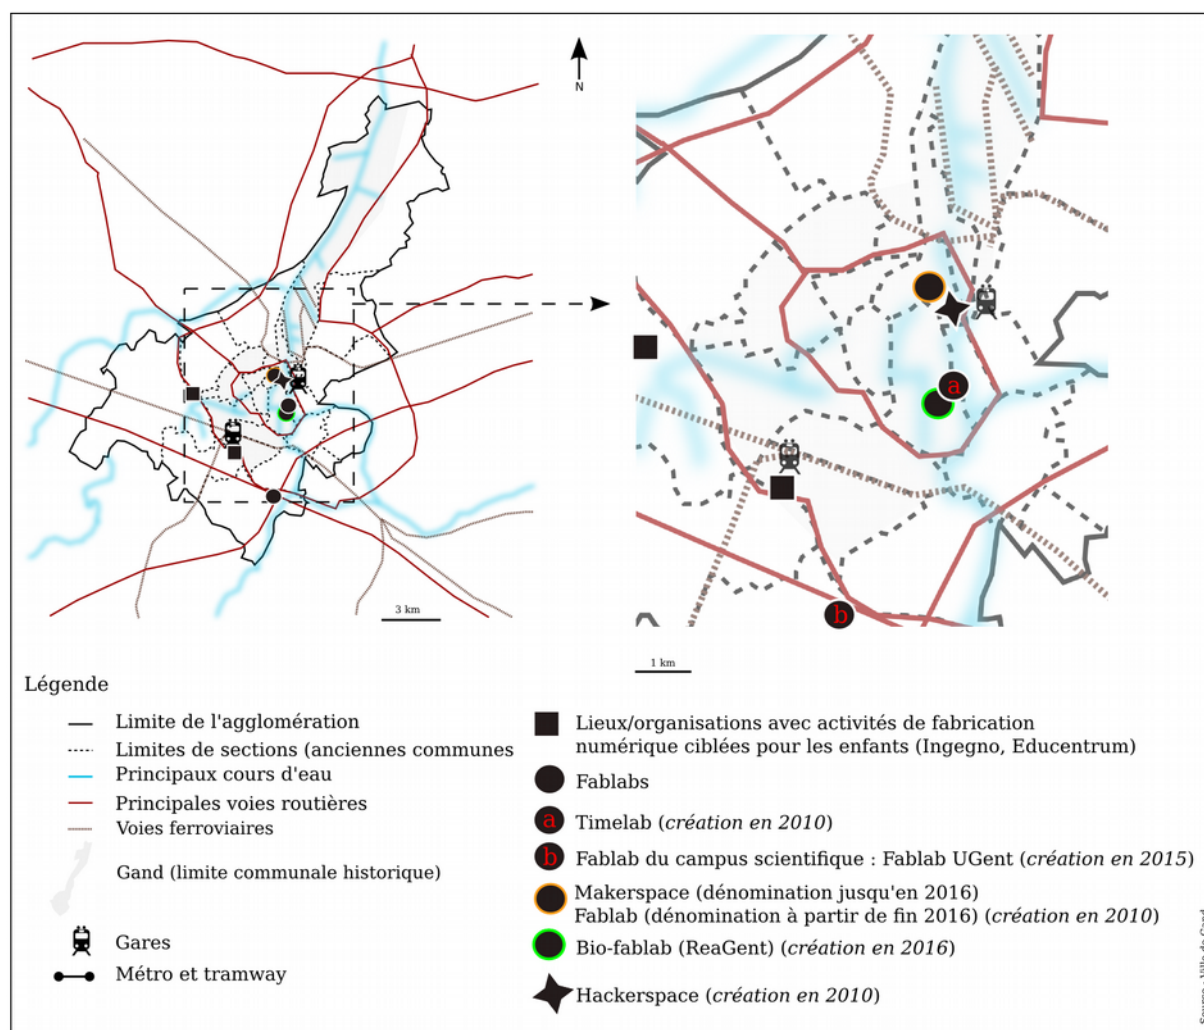 N
a
b
3 km
1 km
Légende
Limite de l'agglomération
Limites de sections (anciennes communes
Principaux cours d'eau
Principales voies routières
Voies ferroviaires
Gand (limite communale historique)
Gares
Métro et tramway
Lieux/organisations avec activités de fabrication
numérique ciblées pour les enfants (Ingegno, Educentrum)
Fablabs
a Timelab (création en 2010)
b Fablab du campus scientifique : Fablab UGent (création en 2015)
Makerspace (dénomination jusqu'en 2016)
Fablab (dénomination à partir de fin 2016) (création en 2010)
Bio-fablab (ReaGent) (création en 2016)
Hackerspace (création en 2010)